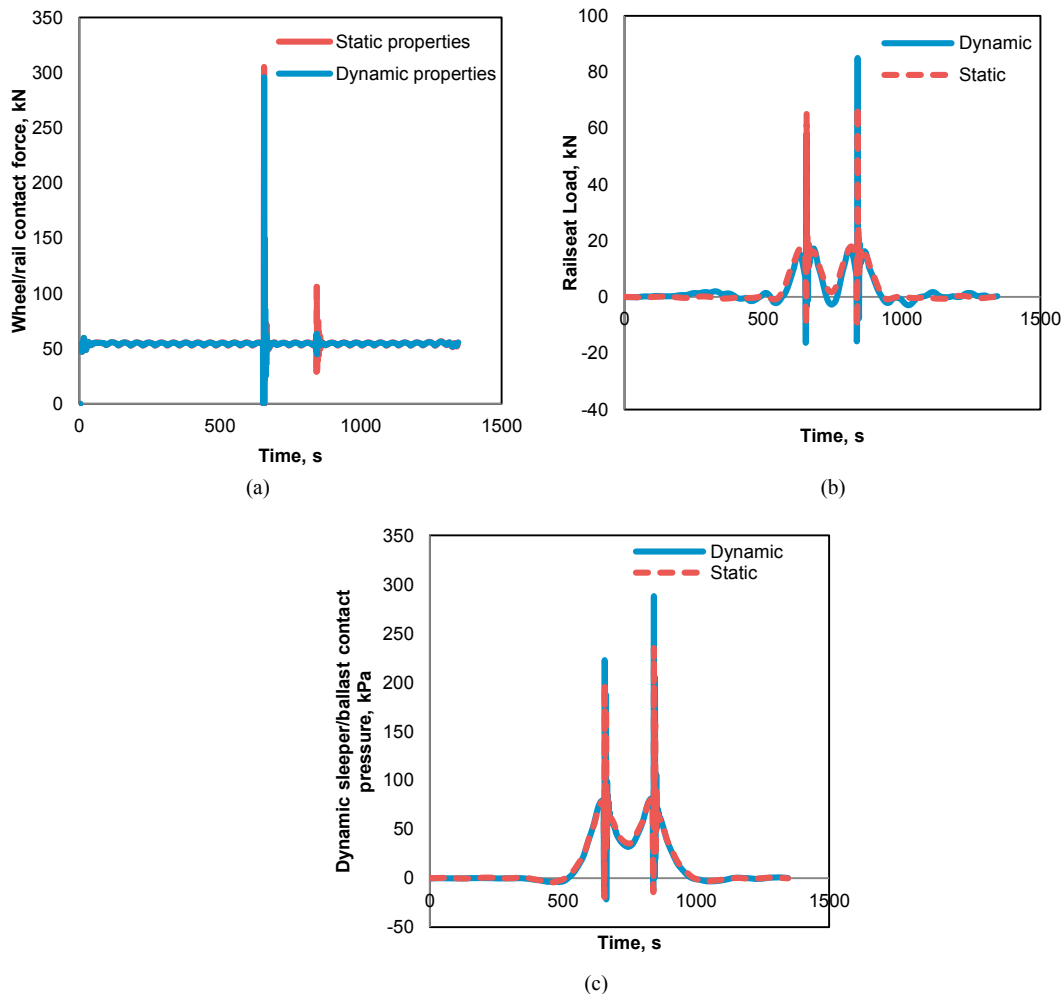 350
300
250
200
150
100
50
0
Wheel/rail contact force, kN
Static properties
Dynamic properties
0 500 1000 1500
Time, s
(a)
100
80
60
40
20
0
-20
-40
Railseat Load, kN
Dynamic
Static
0 500 1000 1500
Time, s
(b)
350
300
250
200
150
100
50
0
-50
Dynamic sleeper/ballast contact
pressure, kPa
Dynamic
Static
0 500 1000 1500
Time, s
(c)